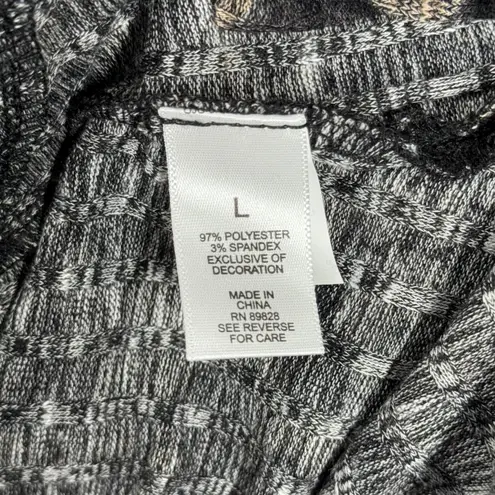 L
97% POLYESTER
3% SPANDEX
EXCLUSIVE OF
DECORATION
MADE IN
CHINA
RN 89828
SEE REVERSE
FOR CARE